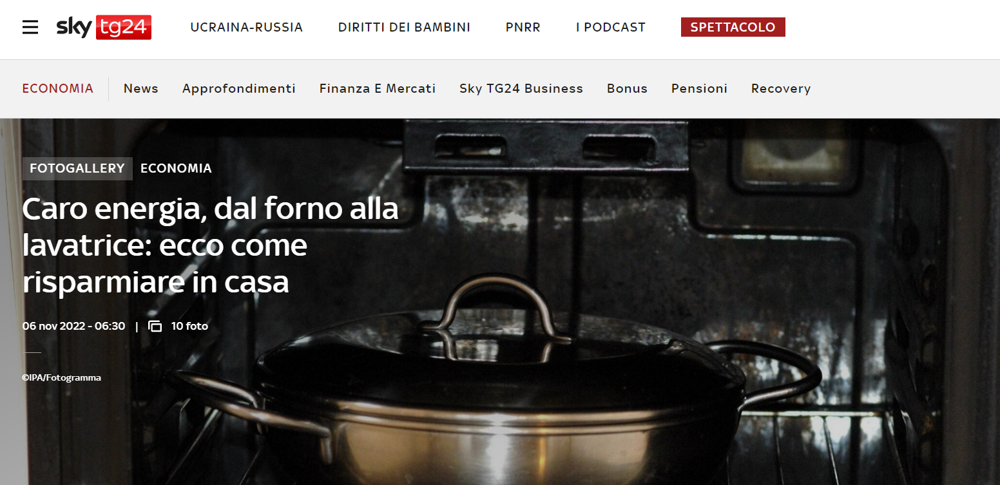 sky tg24 UCRAINA-RUSSIA DIRITTI DEI BAMBINI PNRR I PODCAST SPETTACOLO
ECONOMIA News Approfondimenti Finanza E Mercati Sky TG24 Business Bonus Pensioni Recovery
FOTOGALLERY ECONOMIA
Caro energia, dal forno alla
lavatrice: ecco come
risparmiare in casa
06 nov 2022 - 06:30 | 10 foto
©IPA/Fotogramma